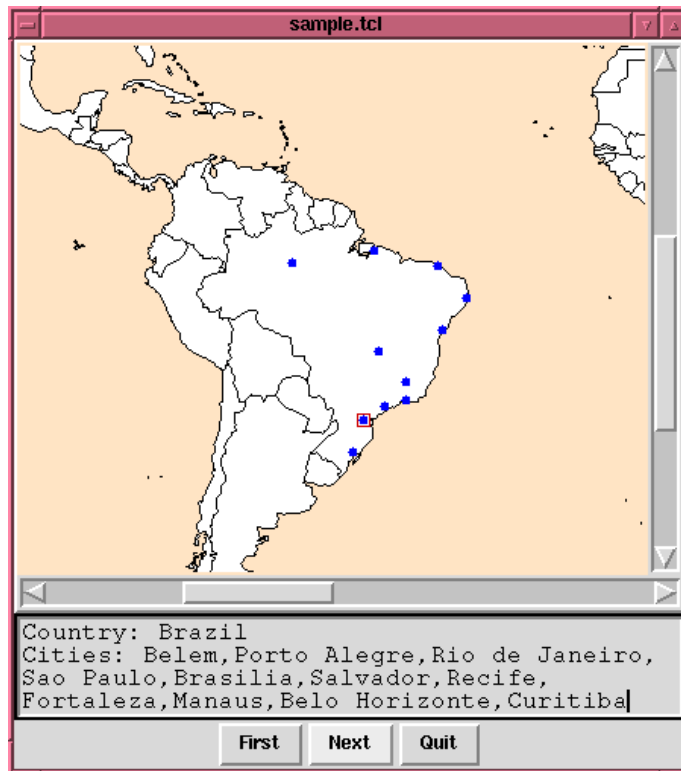 sample.tcl
Country: Brazil
Cities: Belem,Porto Alegre,Rio de Janeiro,
Sao Paulo,Brasilia,Salvador,Recife,
Fortaleza,Manaus,Belo Horizonte,Curitiba
First Next Quit